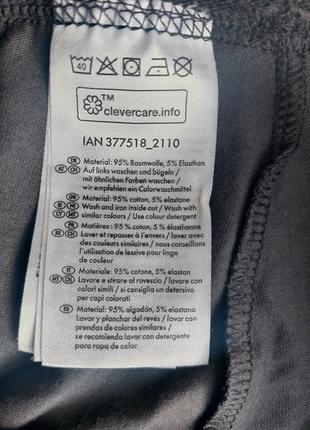 40
™
clevercare.info
IAN 377518_2110
DE Material: 95% Baumwolle, 5% Elasthan
AT CH Auf links waschen und bügeln /
mit ähnlichen Farben waschen /
wir empfehlen ein Colorwaschmittel
Material: 95% cotton, 5% elastane
Wash and iron inside out / Wash with
similar colours / Use colour detergent
Matières : 95 % coton, 5 % élasthanne
Laver et repasser à l'envers / laver avec
des couleurs similaires / nous conseillons
l'utilisation de lessive pour linge
de couleur
IT Materiale: 95% cotone, 5% elastan
Lavare e stirare al rovescio / lavare con
colori simili / si consiglia un detersivo
per capi colorati
ES Material: 95% algodón, 5% elastano
Lavar y planchar del revés / lavar con
prendas de colores similares /
se recomienda lavar con detergente
para ropa de color